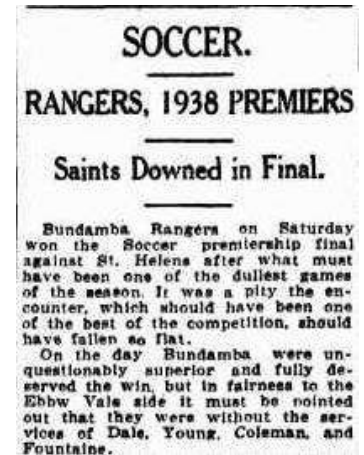 SOCCER.
RANGERS, 1938 PREMIERS
Saints Downed in Final.
Bundamba Rangers on Saturday
won the Soccer premiership final
against St. Helens after what must
have been one of the dullest games
of the season. It was a pity the en-
counter, which should have been one
of the best of the competition, should
have fallen so flat.
On the day Bundamba were un-
questionably superior and fully de-
served the win, but in fairness to the
Ebbw Vale side it must be pointed
out that they were without the ser-
vices of Dale, Young, Coleman, and
Fountaine.